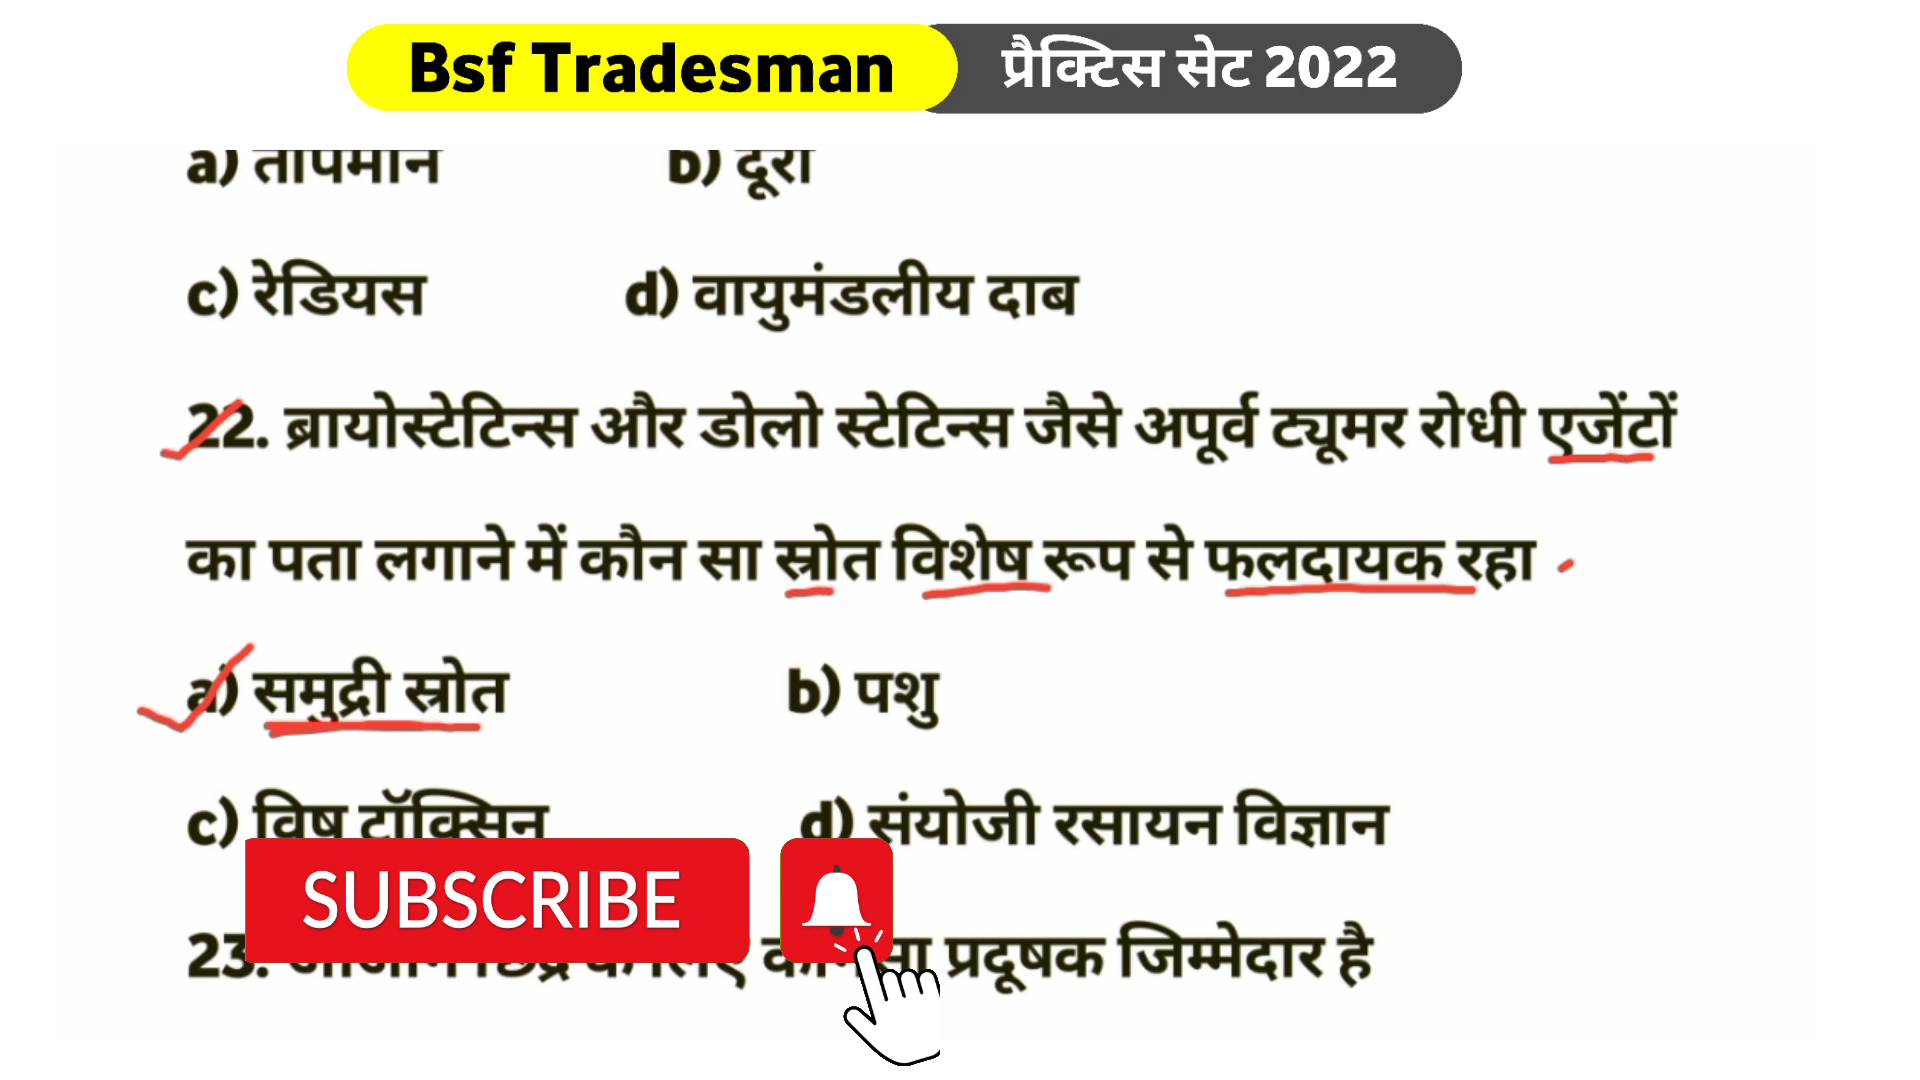 Bsf Tradesman प्रैक्टिस सेट 2022
a) तापमान b) दूरी
c) रेडियस d) वायुमंडलीय दाब
22. ब्रायोस्टेटिन्स और डोलो स्टेटिन्स जैसे अपूर्व ट्यूमर रोधी एजेंटों
का पता लगाने में कौन सा स्रोत विशेष रूप से फलदायक रहा
a) समुद्री स्रोत b) पशु
c) विष टॉक्सिन d) संयोजी रसायन विज्ञान
SUBSCRIBE
23. के लिए सा प्रदूषक जिम्मेदार है